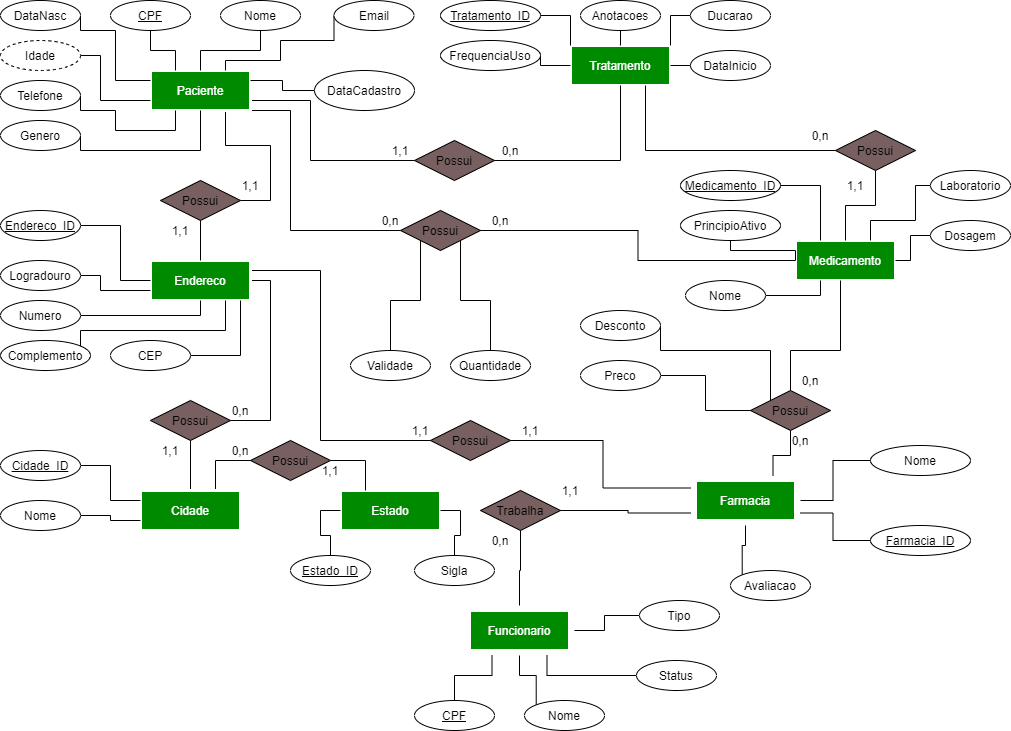 DataNasc
CPF
Nome
Email
Tratamento_ID
Anotacoes
Ducarao
Idade
FrequenciaUso
Tratamento
DataInicio
Telefone
Paciente
DataCadastro
Genero
1,1
Possui
0,n
0,n
Possui
1,1
Possui
1,1
1,1
Medicamento_ID
Laboratorio
Endereco_ID
0,n
Possui
0,n
PrincipioAtivo
Dosagem
Medicamento
Logradouro
Endereco
Nome
Numero
Desconto
Complemento
CEP
Validade
Quantidade
Preco
0,n
Possui
0,n
Possui
0,n
1,1
1,1
Possui
1,1
Cidade_ID
0,n
Possui
1,1
Nome
Nome
Cidade
Estado
Trabalha
1,1
0,n
Farmacia
Farmacia_ID
Estado_ID
Sigla
Avaliacao
Funcionario
Tipo
Status
CPF
Nome